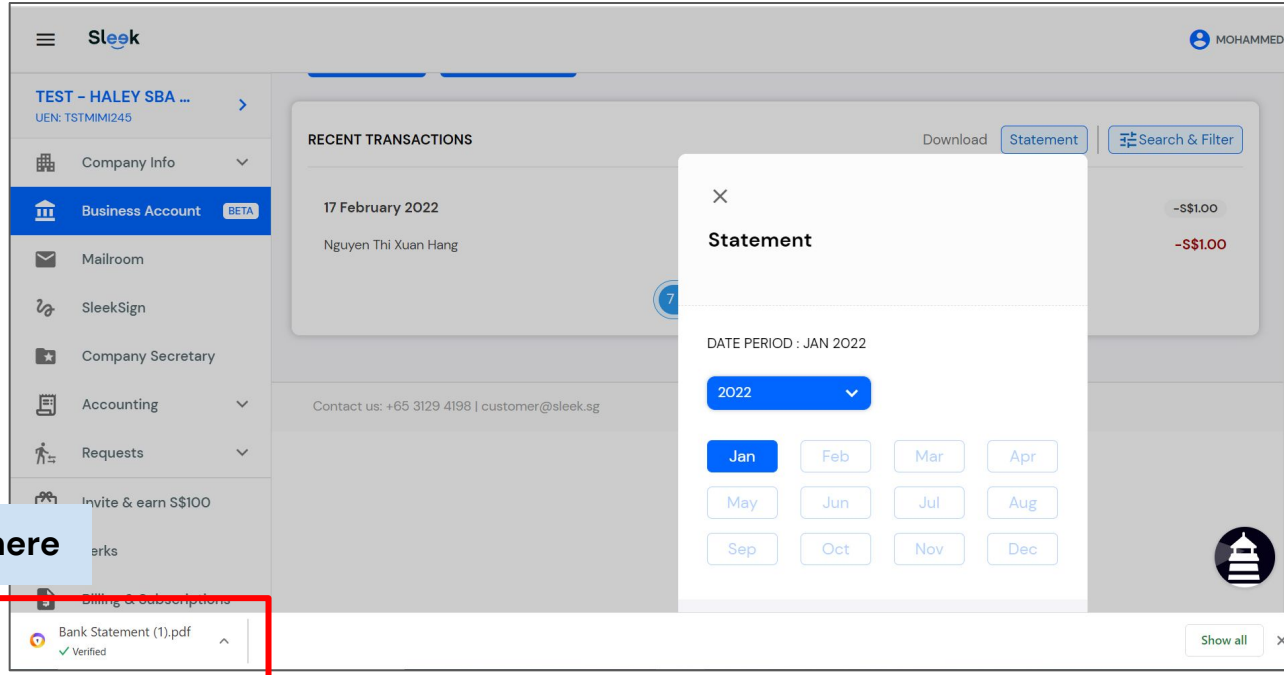 Sleek
MOHAMMED
TEST - HALEY SBA ...
UEN: TSTMIMI245
Company Info
Business Account BETA
Mailroom
SleekSign
Company Secretary
Accounting
Requests
Invite & earn S$100
Billing & Subscriptions
RECENT TRANSACTIONS
Download Statement Search & Filter
17 February 2022 -S$1.00
Nguyen Thi Xuan Hang -S$1.00
7
Contact us: +65 3129 4198 | customer@sleek.sg
Statement
DATE PERIOD : JAN 2022
2022
Jan Feb Mar Apr
May Jun Jul Aug
Sep Oct Nov Dec
Bank Statement (1).pdf
Verified
Show all